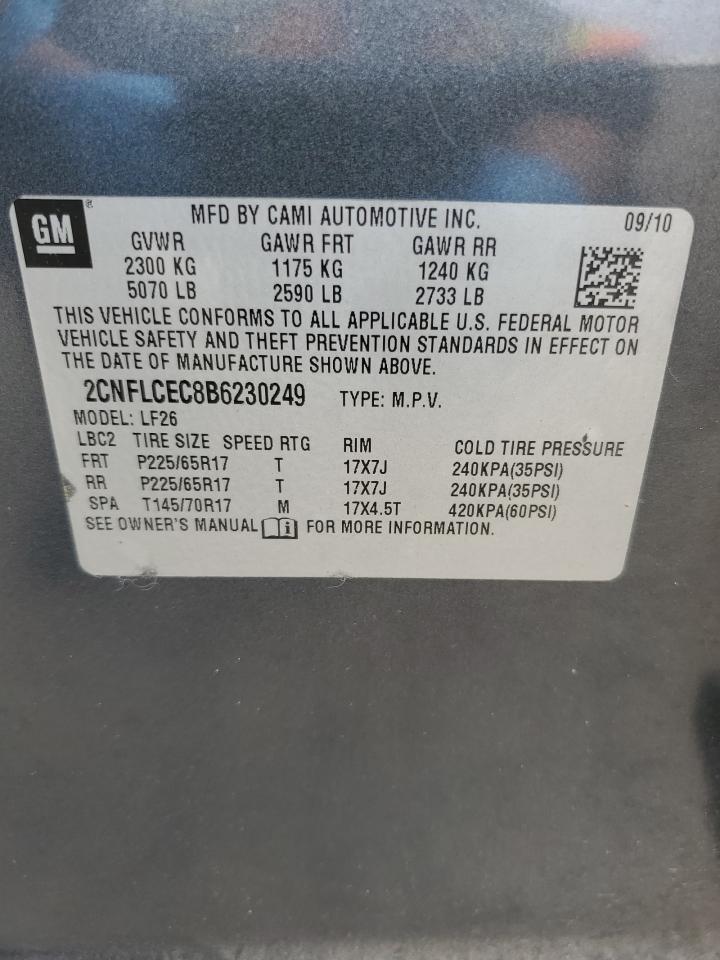 GM® MFD BY CAMI AUTOMOTIVE INC. 09/10
GVWR GAWR FRT GAWR RR
2300 KG 1175 KG 1240 KG
5070 LB 2590 LB 2733 LB
THIS VEHICLE CONFORMS TO ALL APPLICABLE U.S. FEDERAL MOTOR
VEHICLE SAFETY AND THEFT PREVENTION STANDARDS IN EFFECT ON
THE DATE OF MANUFACTURE SHOWN ABOVE.
2CNFLCEC8B6230249 TYPE: M.P.V.
MODEL: LF26
LBC2 TIRE SIZE SPEED RTG RIM COLD TIRE PRESSURE
FRT P225/65R17 T 17X7J 240KPA(35PSI)
RR P225/65R17 T 17X7J 240KPA(35PSI)
SPA T145/70R17 M 17X4.5T 420KPA(60PSI)
SEE OWNER'S MANUAL i FOR MORE INFORMATION.